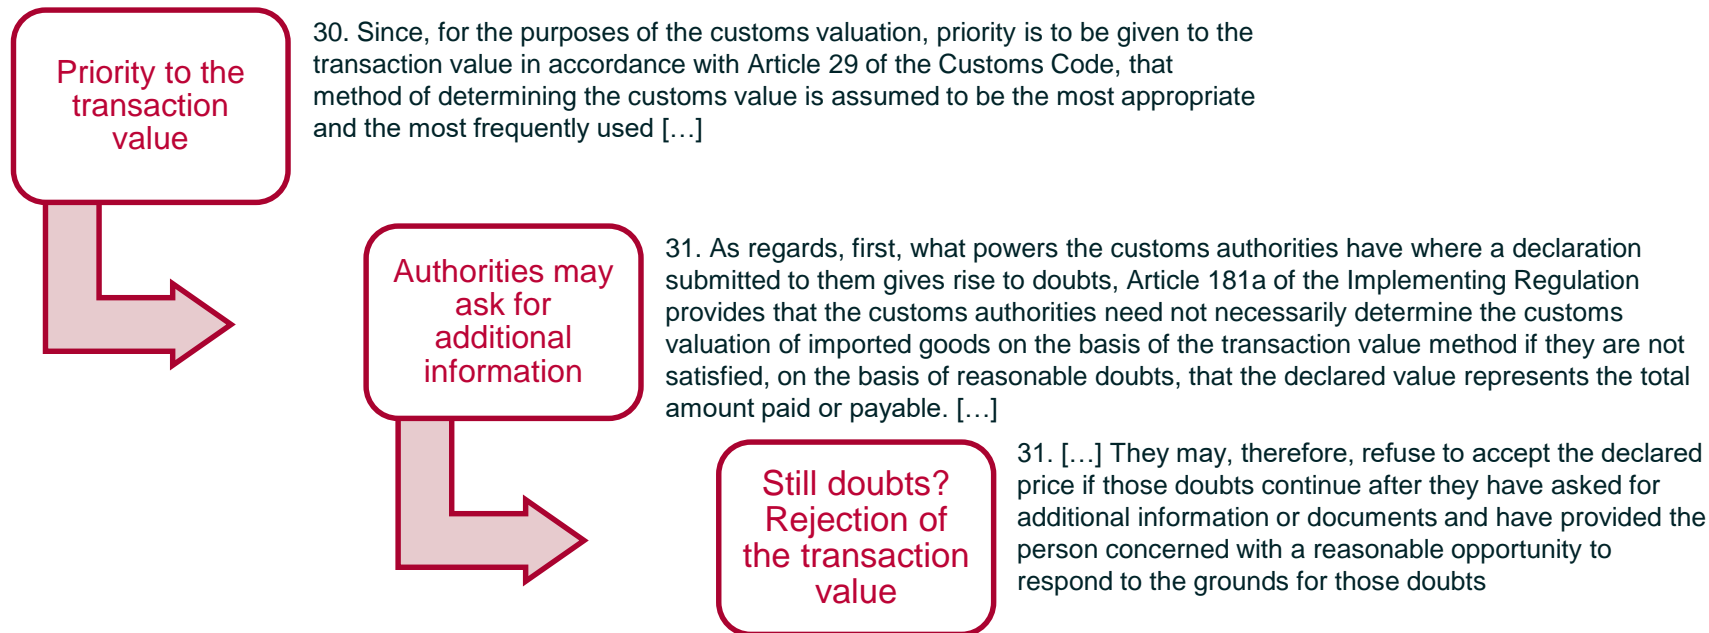 Priority to the
transaction
value
30. Since, for the purposes of the customs valuation, priority is to be given to the
transaction value in accordance with Article 29 of the Customs Code, that
method of determining the customs value is assumed to be the most appropriate
and the most frequently used […]
Authorities may
ask for
additional
information
31. As regards, first, what powers the customs authorities have where a declaration
submitted to them gives rise to doubts, Article 181a of the Implementing Regulation
provides that the customs authorities need not necessarily determine the customs
valuation of imported goods on the basis of the transaction value method if they are not
satisfied, on the basis of reasonable doubts, that the declared value represents the total
amount paid or payable. […]
Still doubts?
Rejection of
the transaction
value
31. […] They may, therefore, refuse to accept the declared
price if those doubts continue after they have asked for
additional information or documents and have provided the
person concerned with a reasonable opportunity to
respond to the grounds for those doubts